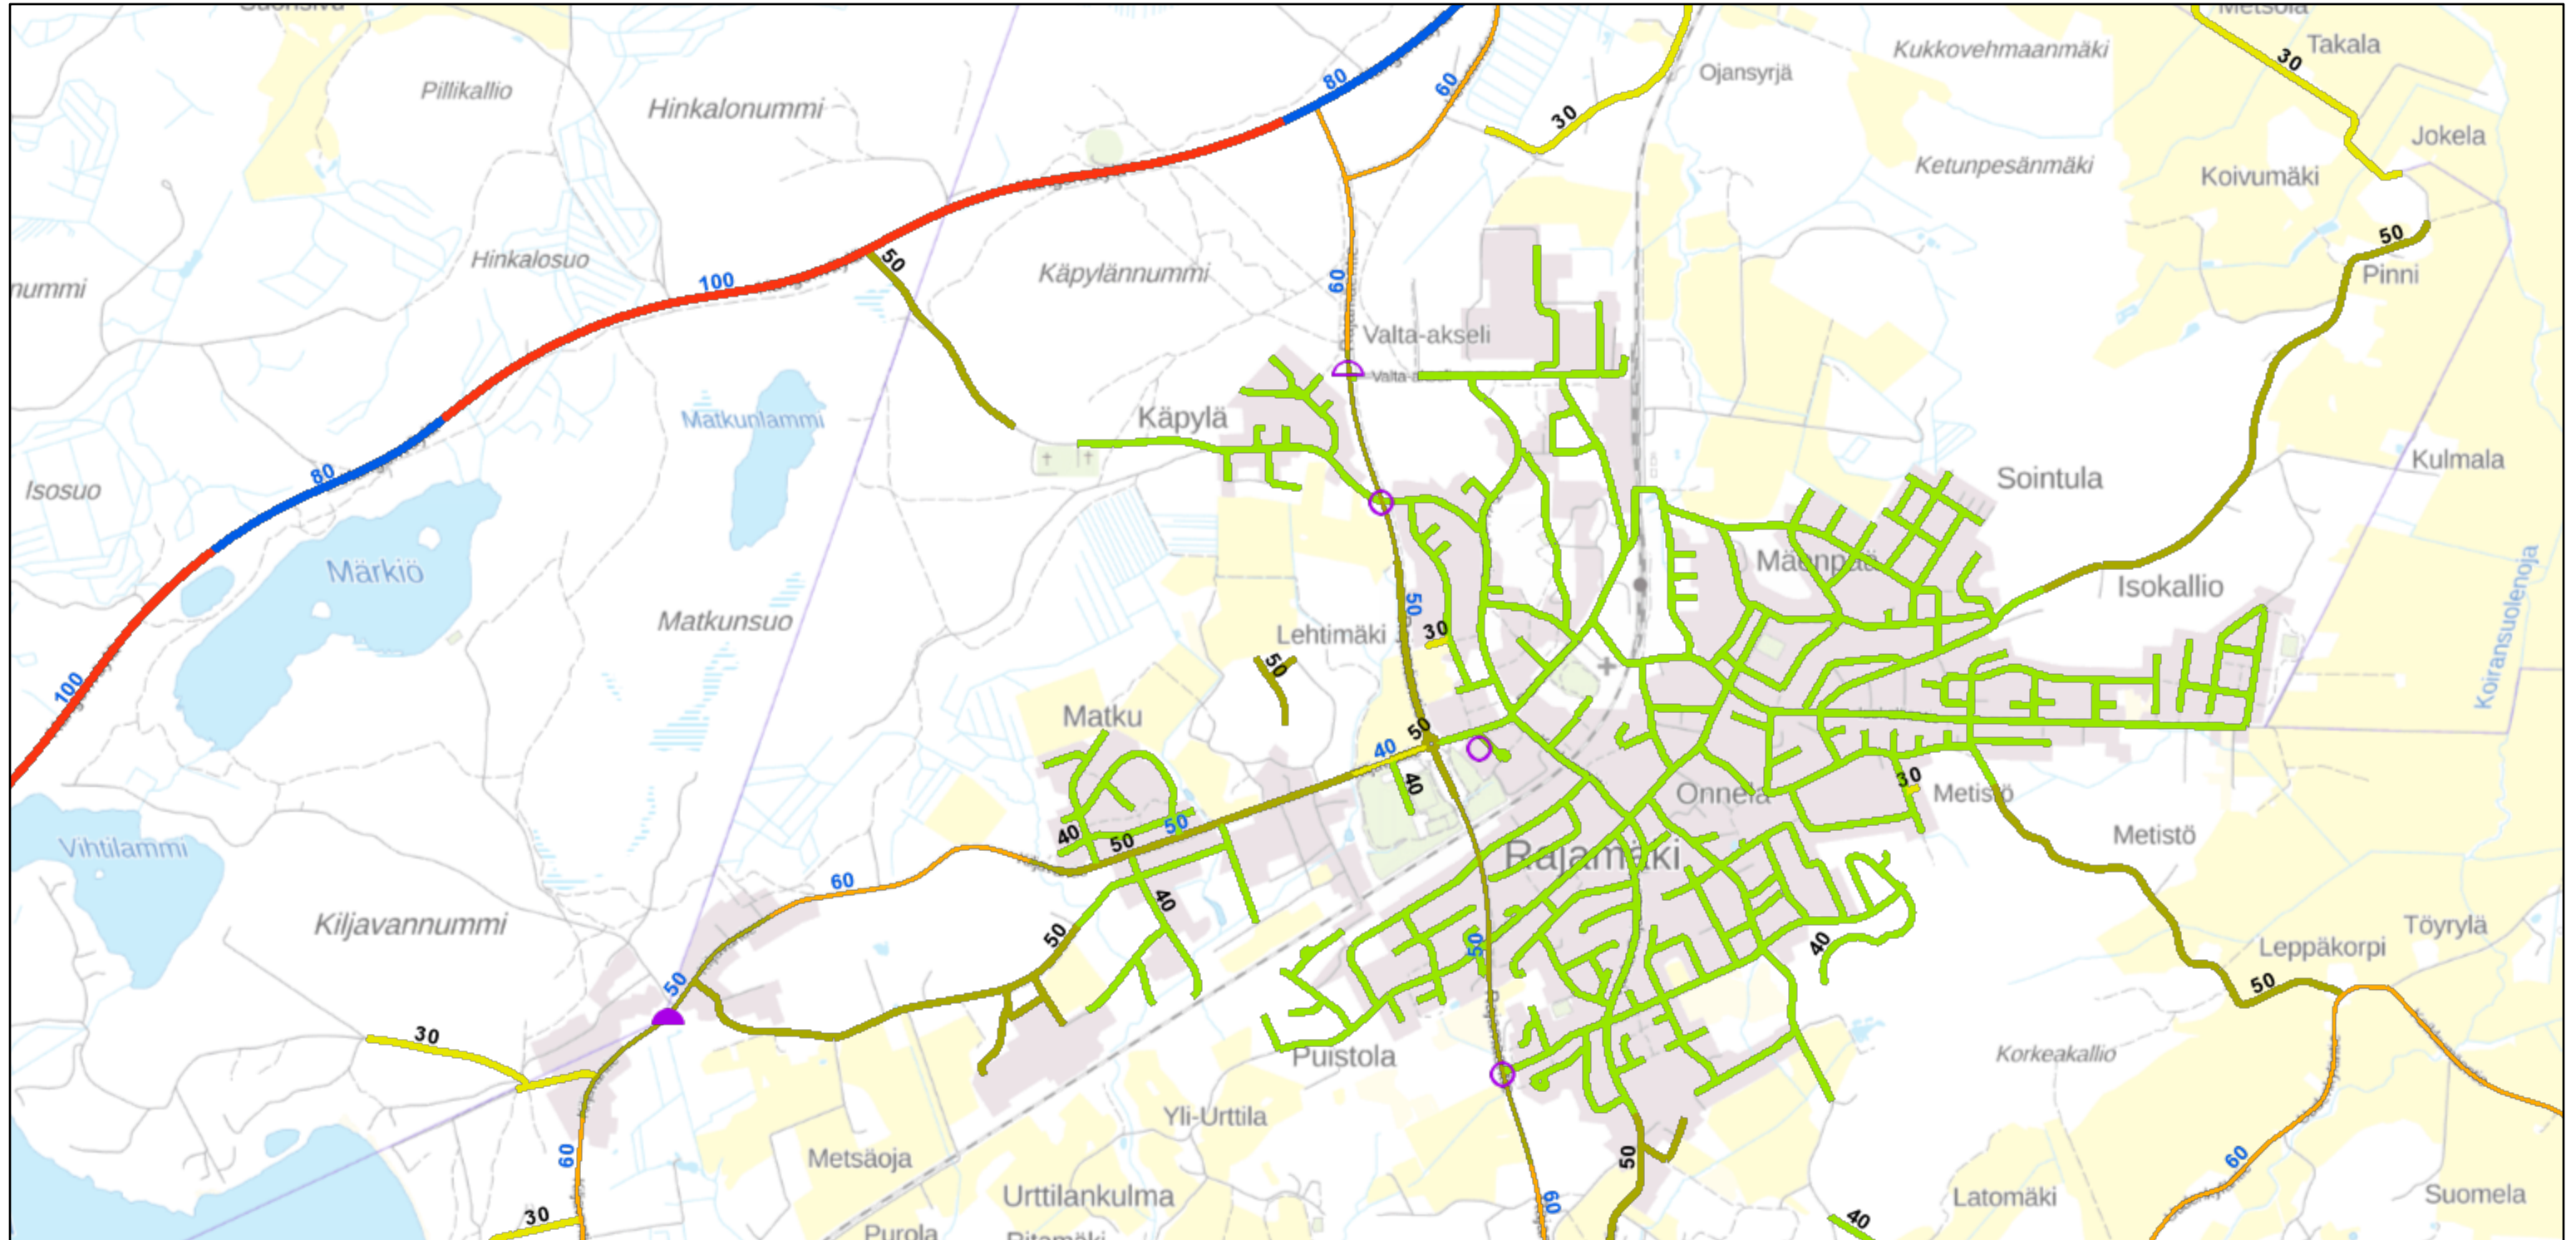 Metsola
Takala
30
Kukkovehmaanmäki
Ojansyrjä
80
60
Pillikallio
Hinkalonummi
30
Jokela
Ketunpesänmäki
Koivumäki
50
Pinni
Hinkalosuo
50
Käpylännummi
100
60
nummi
Valta-akseli
Käpylä
Matkunlammi
80
Isosuo
Sointula
Kulmala
Märkiö
Mäenpää
Isokallio
Koiransuolenoja
50
Matkunsuo
Lehtimäki
30
50
100
Matku
50
40
40
30
Onnela
Metistö
Metistö
Vihtilammi
40
50
50
Rajamäki
60
40
Kiljavannummi
50
50
40
Töyrylä
Leppäkorpi
50
50
30
Puistola
Korkeakallio
Yli-Urttila
60
Metsäoja
50
60
Urttilankulma
60
Latomäki
Suomela
30
40
Purola